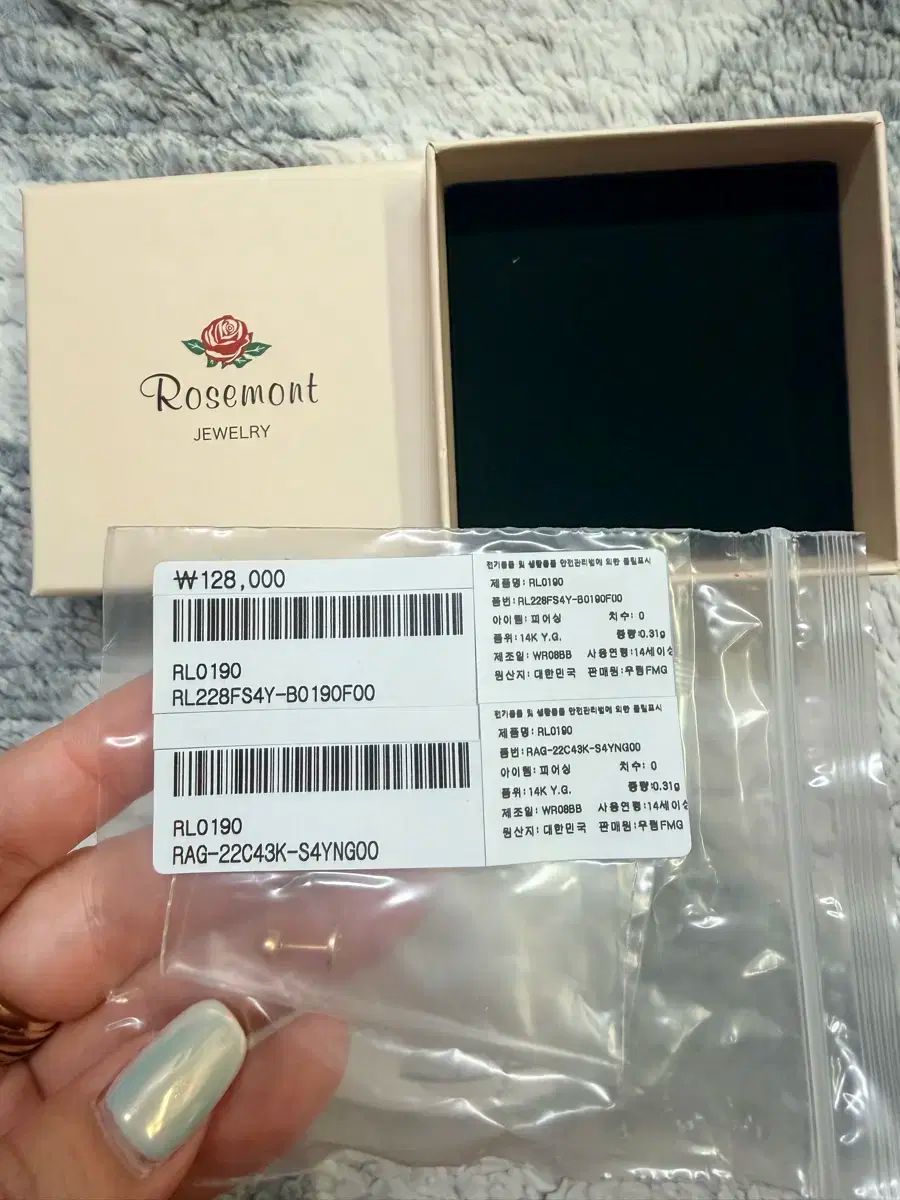 Rosemont
JEWELRY
₩128,000
RL0190
RL228FS4Y-B0190F00
전기용품 및 생활용품 안전관리법에 의한 품질표시
제품명: RL0190
품번: RL228FS4Y-B0190F00
아이템: 피어싱 치수: 0
품위: 14K Y.G. 중량:0.31g
제조일: WR08BB 사용연령:14세이상
원산지: 대한민국 판매원:우림FMG
RL0190
RAG-22C43K-S4YNG00
전기용품 및 생활용품 안전관리법에 의한 품질표시
제품명: RL0190
품번: RAG-22C43K-S4YNG00
아이템: 피어싱 치수: 0
품위: 14K Y.G. 중량:0.31g
제조일: WR08BB 사용연령:14세이상
원산지: 대한민국 판매원:우림FMG